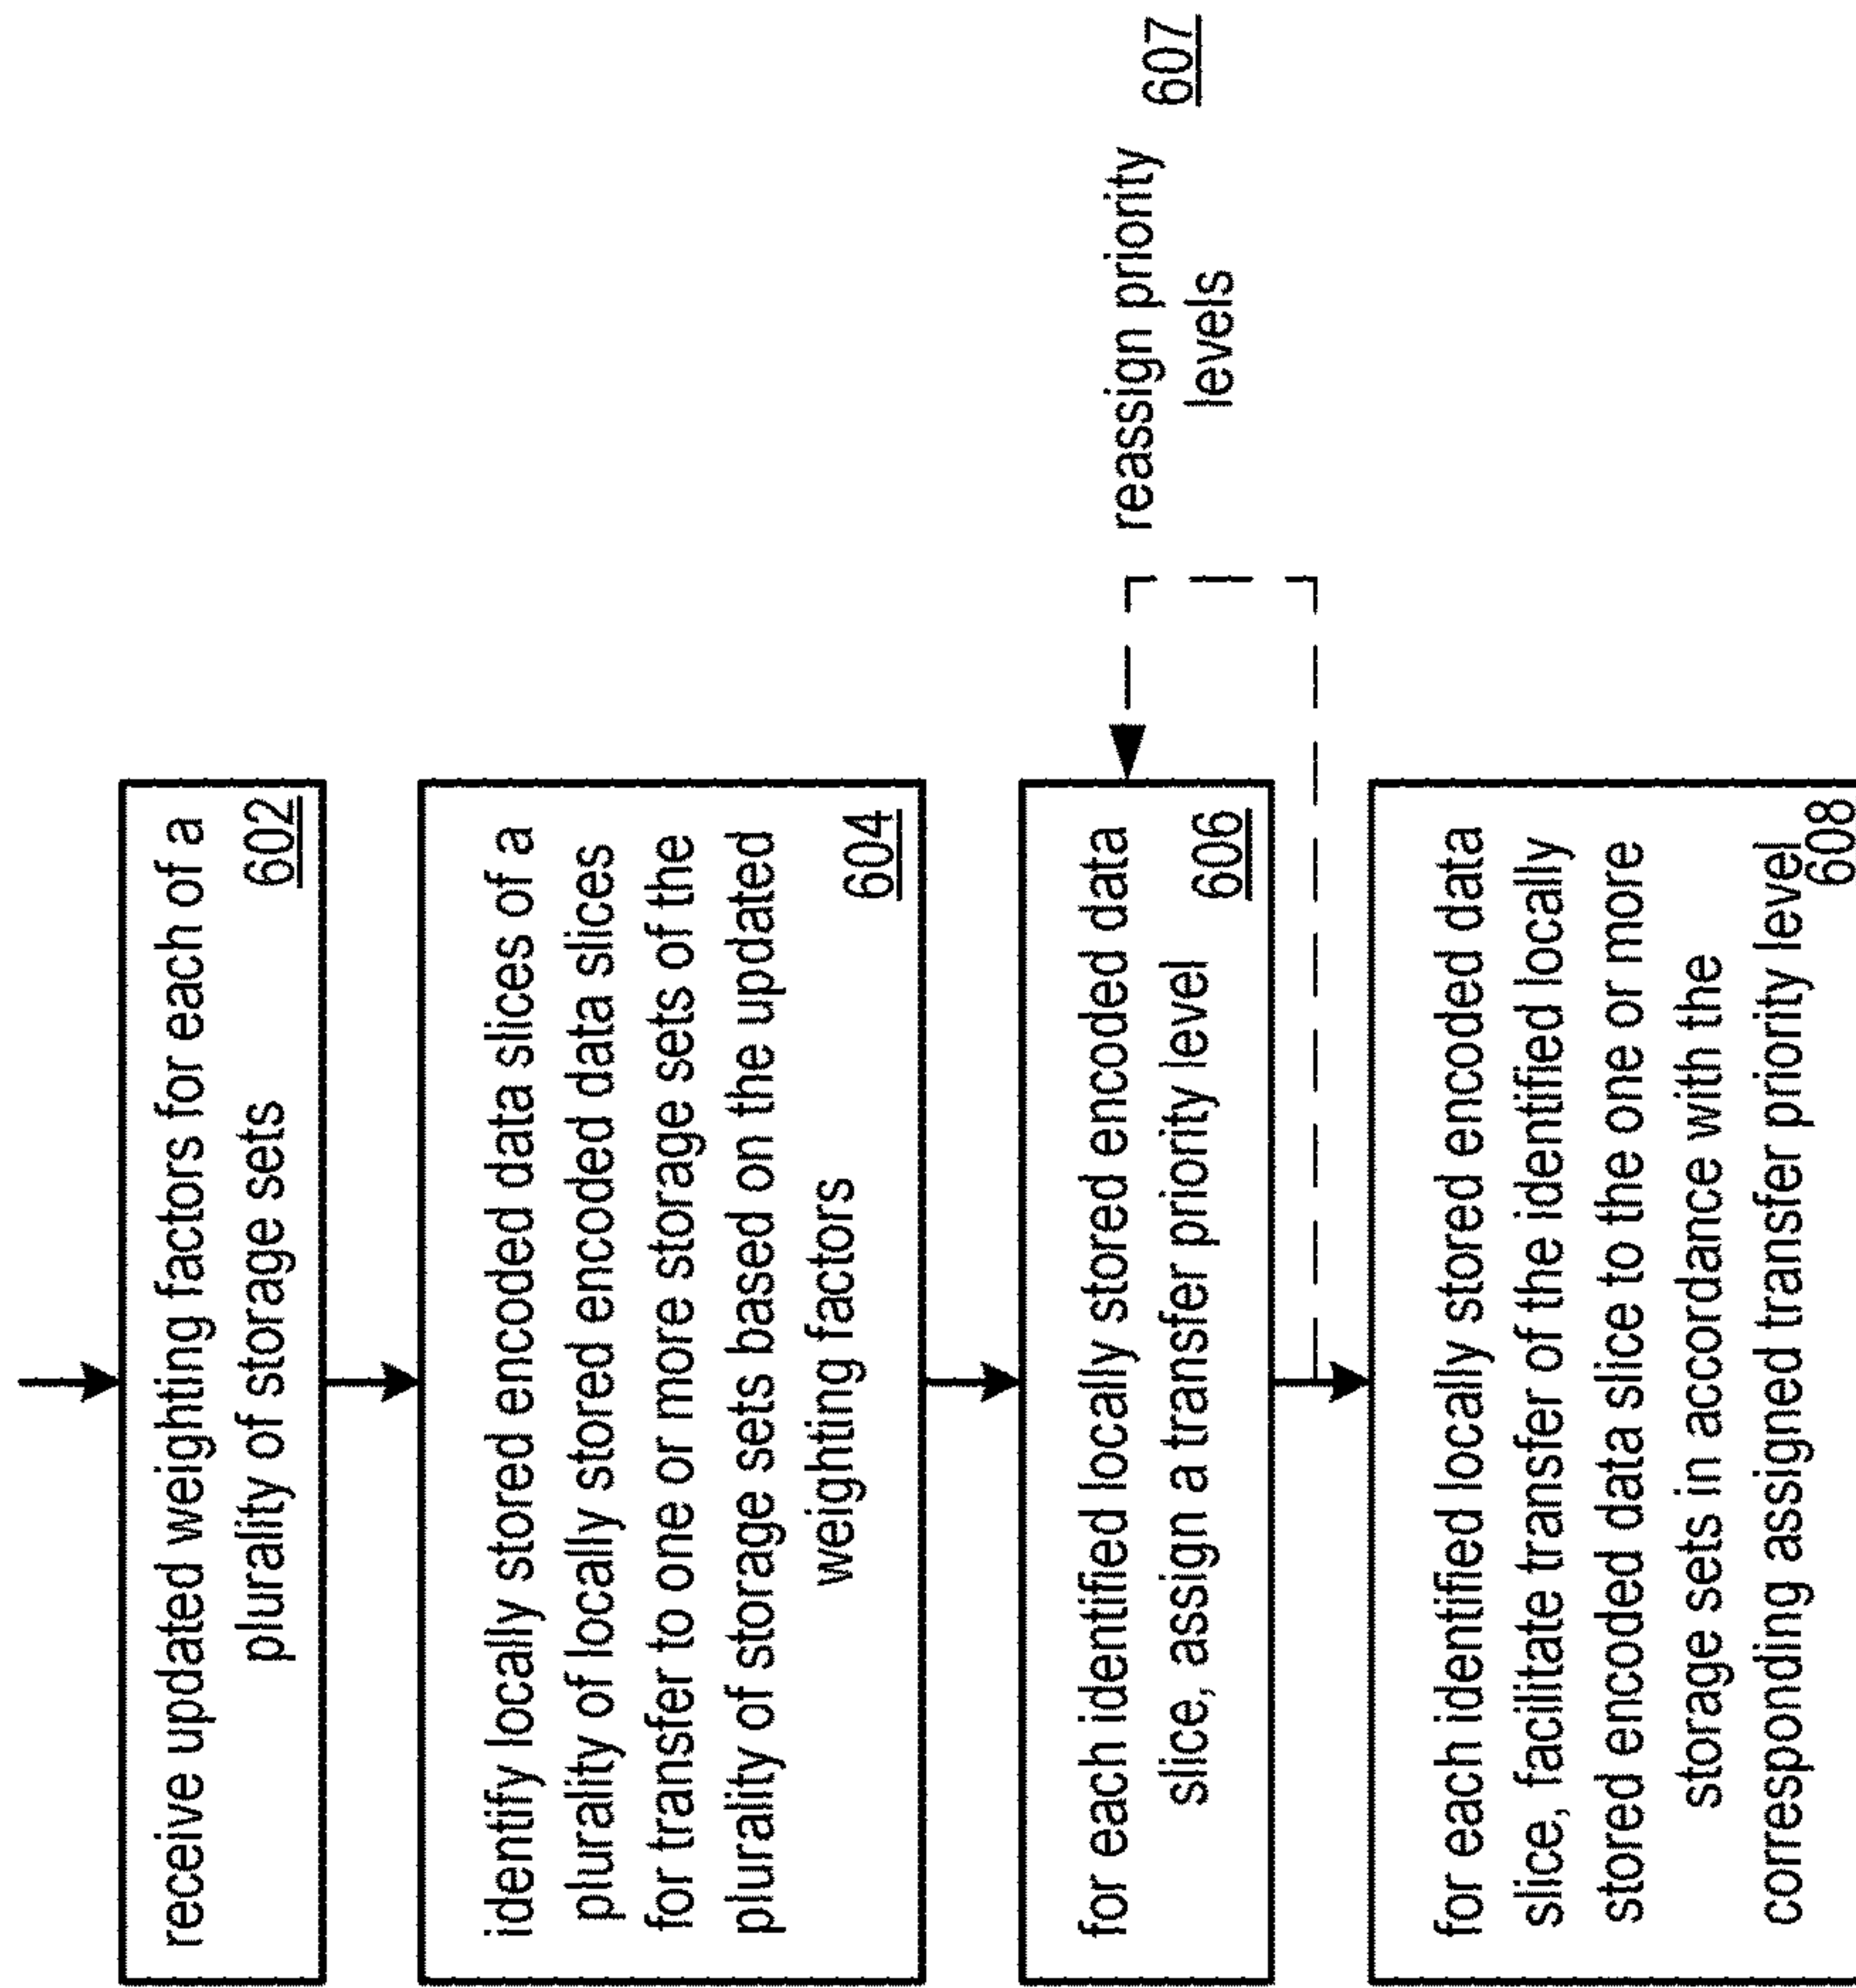 receive updated weighting factors for each of a
plurality of storage sets
602
identify locally stored encoded data slices of a
plurality of locally stored encoded data slices
for transfer to one or more storage sets of the
plurality of storage sets based on the updated
weighting factors
604
for each identified locally stored encoded data
slice, assign a transfer priority level
606
reassign priority
levels
607
for each identified locally stored encoded data
slice, facilitate transfer of the identified locally
stored encoded data slice to the one or more
storage sets in accordance with the
corresponding assigned transfer priority level
608